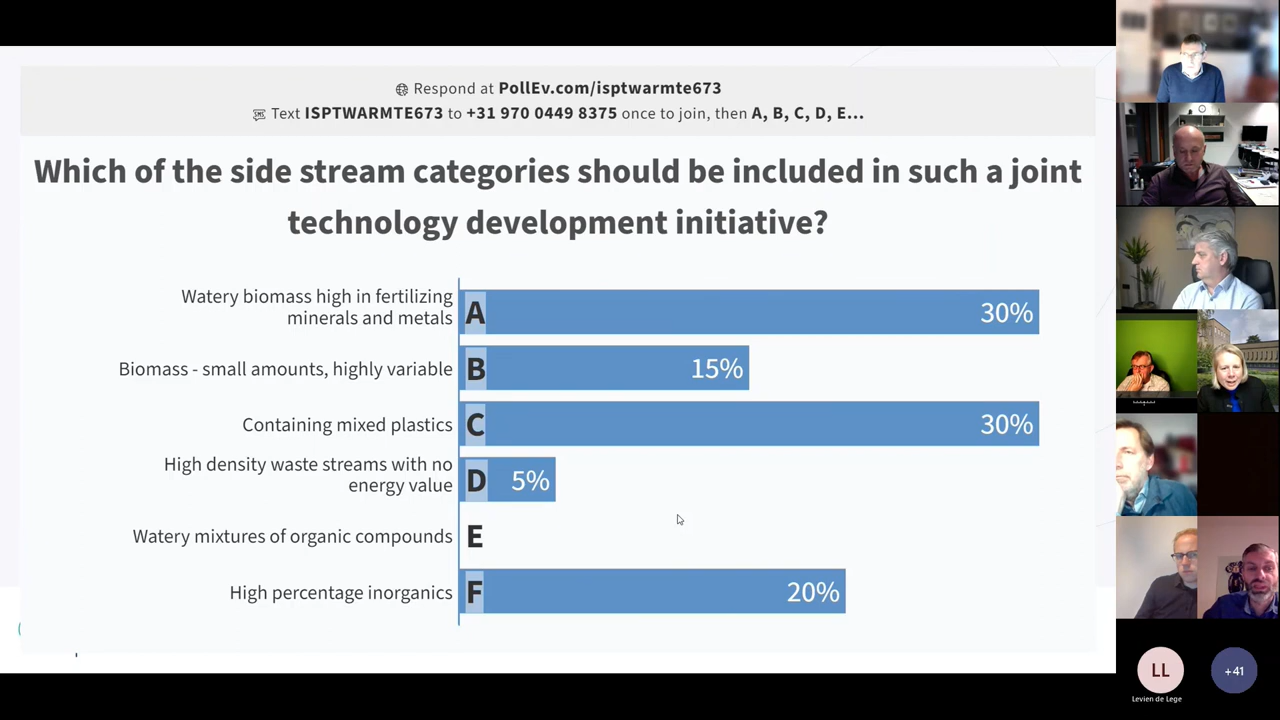 Respond at PollEv.com/isptwarmte673
Text ISPTWARMTE673 to +31 970 0449 8375 once to join, then A, B, C, D, E...
Which of the side stream categories should be included in such a joint
technology development initiative?
Watery biomass high in fertilizing
minerals and metals
A
30%
Biomass - small amounts, highly variable
B
15%
Containing mixed plastics
C
30%
High density waste streams with no
energy value
D
5%
Watery mixtures of organic compounds
E
High percentage inorganics
F
20%
LL
+41
Levien de Lege